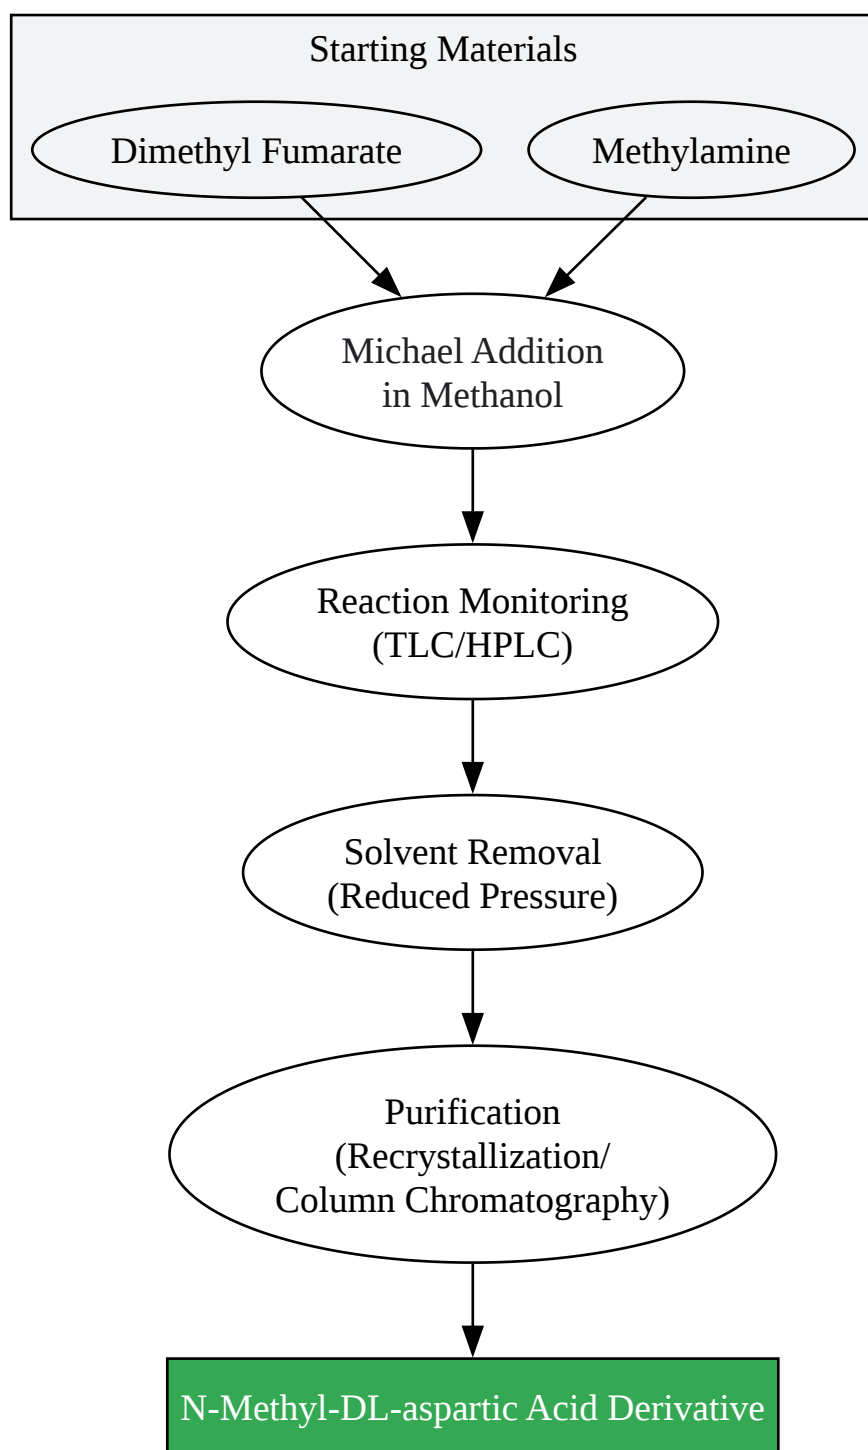 Starting Materials
Dimethyl Fumarate
Methylamine
Michael Addition
in Methanol
Reaction Monitoring
(TLC/HPLC)
Solvent Removal
(Reduced Pressure)
Purification
(Recrystallization/
Column Chromatography)
N-Methyl-DL-aspartic Acid Derivative